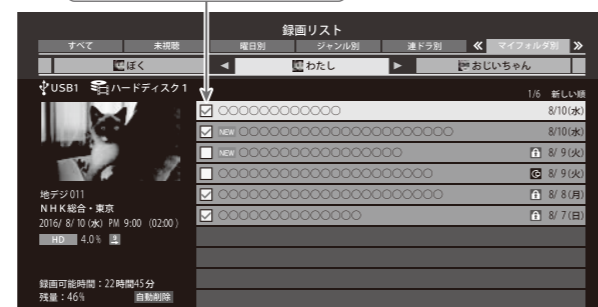 録画リスト
すべて 未視聴 曜日別 ジャンル別 連ドラ別 ≪ マイフォルダ別 ≫
ぼく ◀ わたし ▶ おじいちゃん
USB1 ハードディスク1
1/6 新しい順
○○○○○○○○○○○○ 8/10(水)
NEW ○○○○○○○○○○○○○○○○○○○○○ 8/10(水)
NEW ○○○○○○○○○○○○○○○○ 8/ 9(火)
○○○○○○○○○○○○○○○○○○○○○ G 8/ 9(火)
○○○○○○○○○○○○○○○○○○○○○○ 8/ 8(月)
○○○○○○○○○○○○○○ 8/ 7(日)
地デジ011
NHK総合・東京
2016/ 8/10(水) PM 9:00 (02:00)
HD 4.0% 2
録画可能時間:22時間45分
残量:46% 自動削除